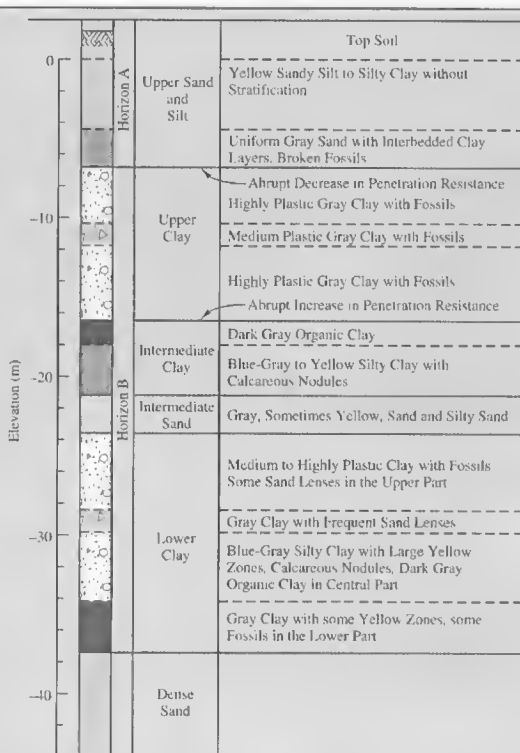 Top Soil
0
Horizon A
Upper Sand
and
Silt
Yellow Sandy Silt to Silty Clay without
Stratification
Uniform Gray Sand with Interbedded Clay
Layers, Broken Fossils
Abrupt Decrease in Penetration Resistance
Highly Plastic Gray Clay with Fossils
-10
Upper
Clay
Medium Plastic Gray Clay with Fossils
Highly Plastic Gray Clay with Fossils
Abrupt Increase in Penetration Resistance
Elevation (m)
Horizon B
Intermediate
Clay
Dark Gray Organic Clay
Blue-Gray to Yellow Silty Clay with
Calcareous Nodules
-20
Intermediate
Sand
Gray, Sometimes Yellow, Sand and Silty Sand
Medium to Highly Plastic Clay with Fossils
Some Sand Lenses in the Upper Part
Lower
Clay
Gray Clay with Frequent Sand Lenses
-30
Blue-Gray Silty Clay with Large Yellow
Zones, Calcareous Nodules, Dark Gray
Organic Clay in Central Part
Gray Clay with some Yellow Zones, some
Fossils in the Lower Part
-40
Dense
Sand